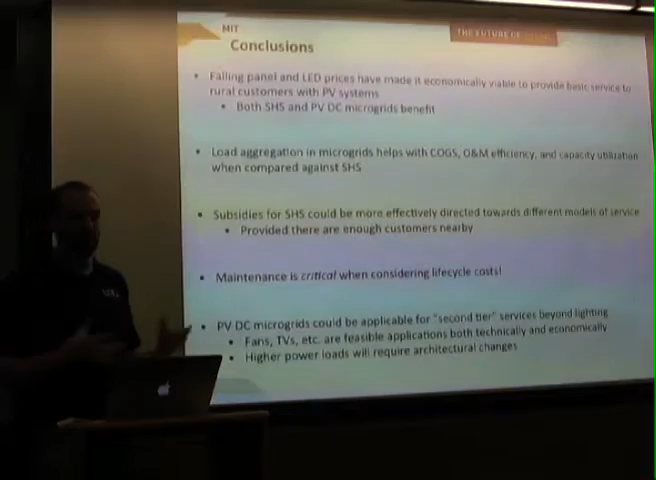 MIT
THE FUTURE OF
Conclusions
• Falling panel and LED prices have made it economically viable to provide basic service to
rural customers with PV systems
• Both SHS and PV DC microgrids benefit
• Load aggregation in microgrids helps with COGS, O&M efficiency, and capacity utilization
when compared against SHS
• Subsidies for SHS could be more effectively directed towards different models of service
• Provided there are enough customers nearby
• Maintenance is critical when considering lifecycle costs!
• PV DC microgrids could be applicable for "second tier" services beyond lighting
• Fans, TVs, etc. are feasible applications both technically and economically
• Higher power loads will require architectural changes